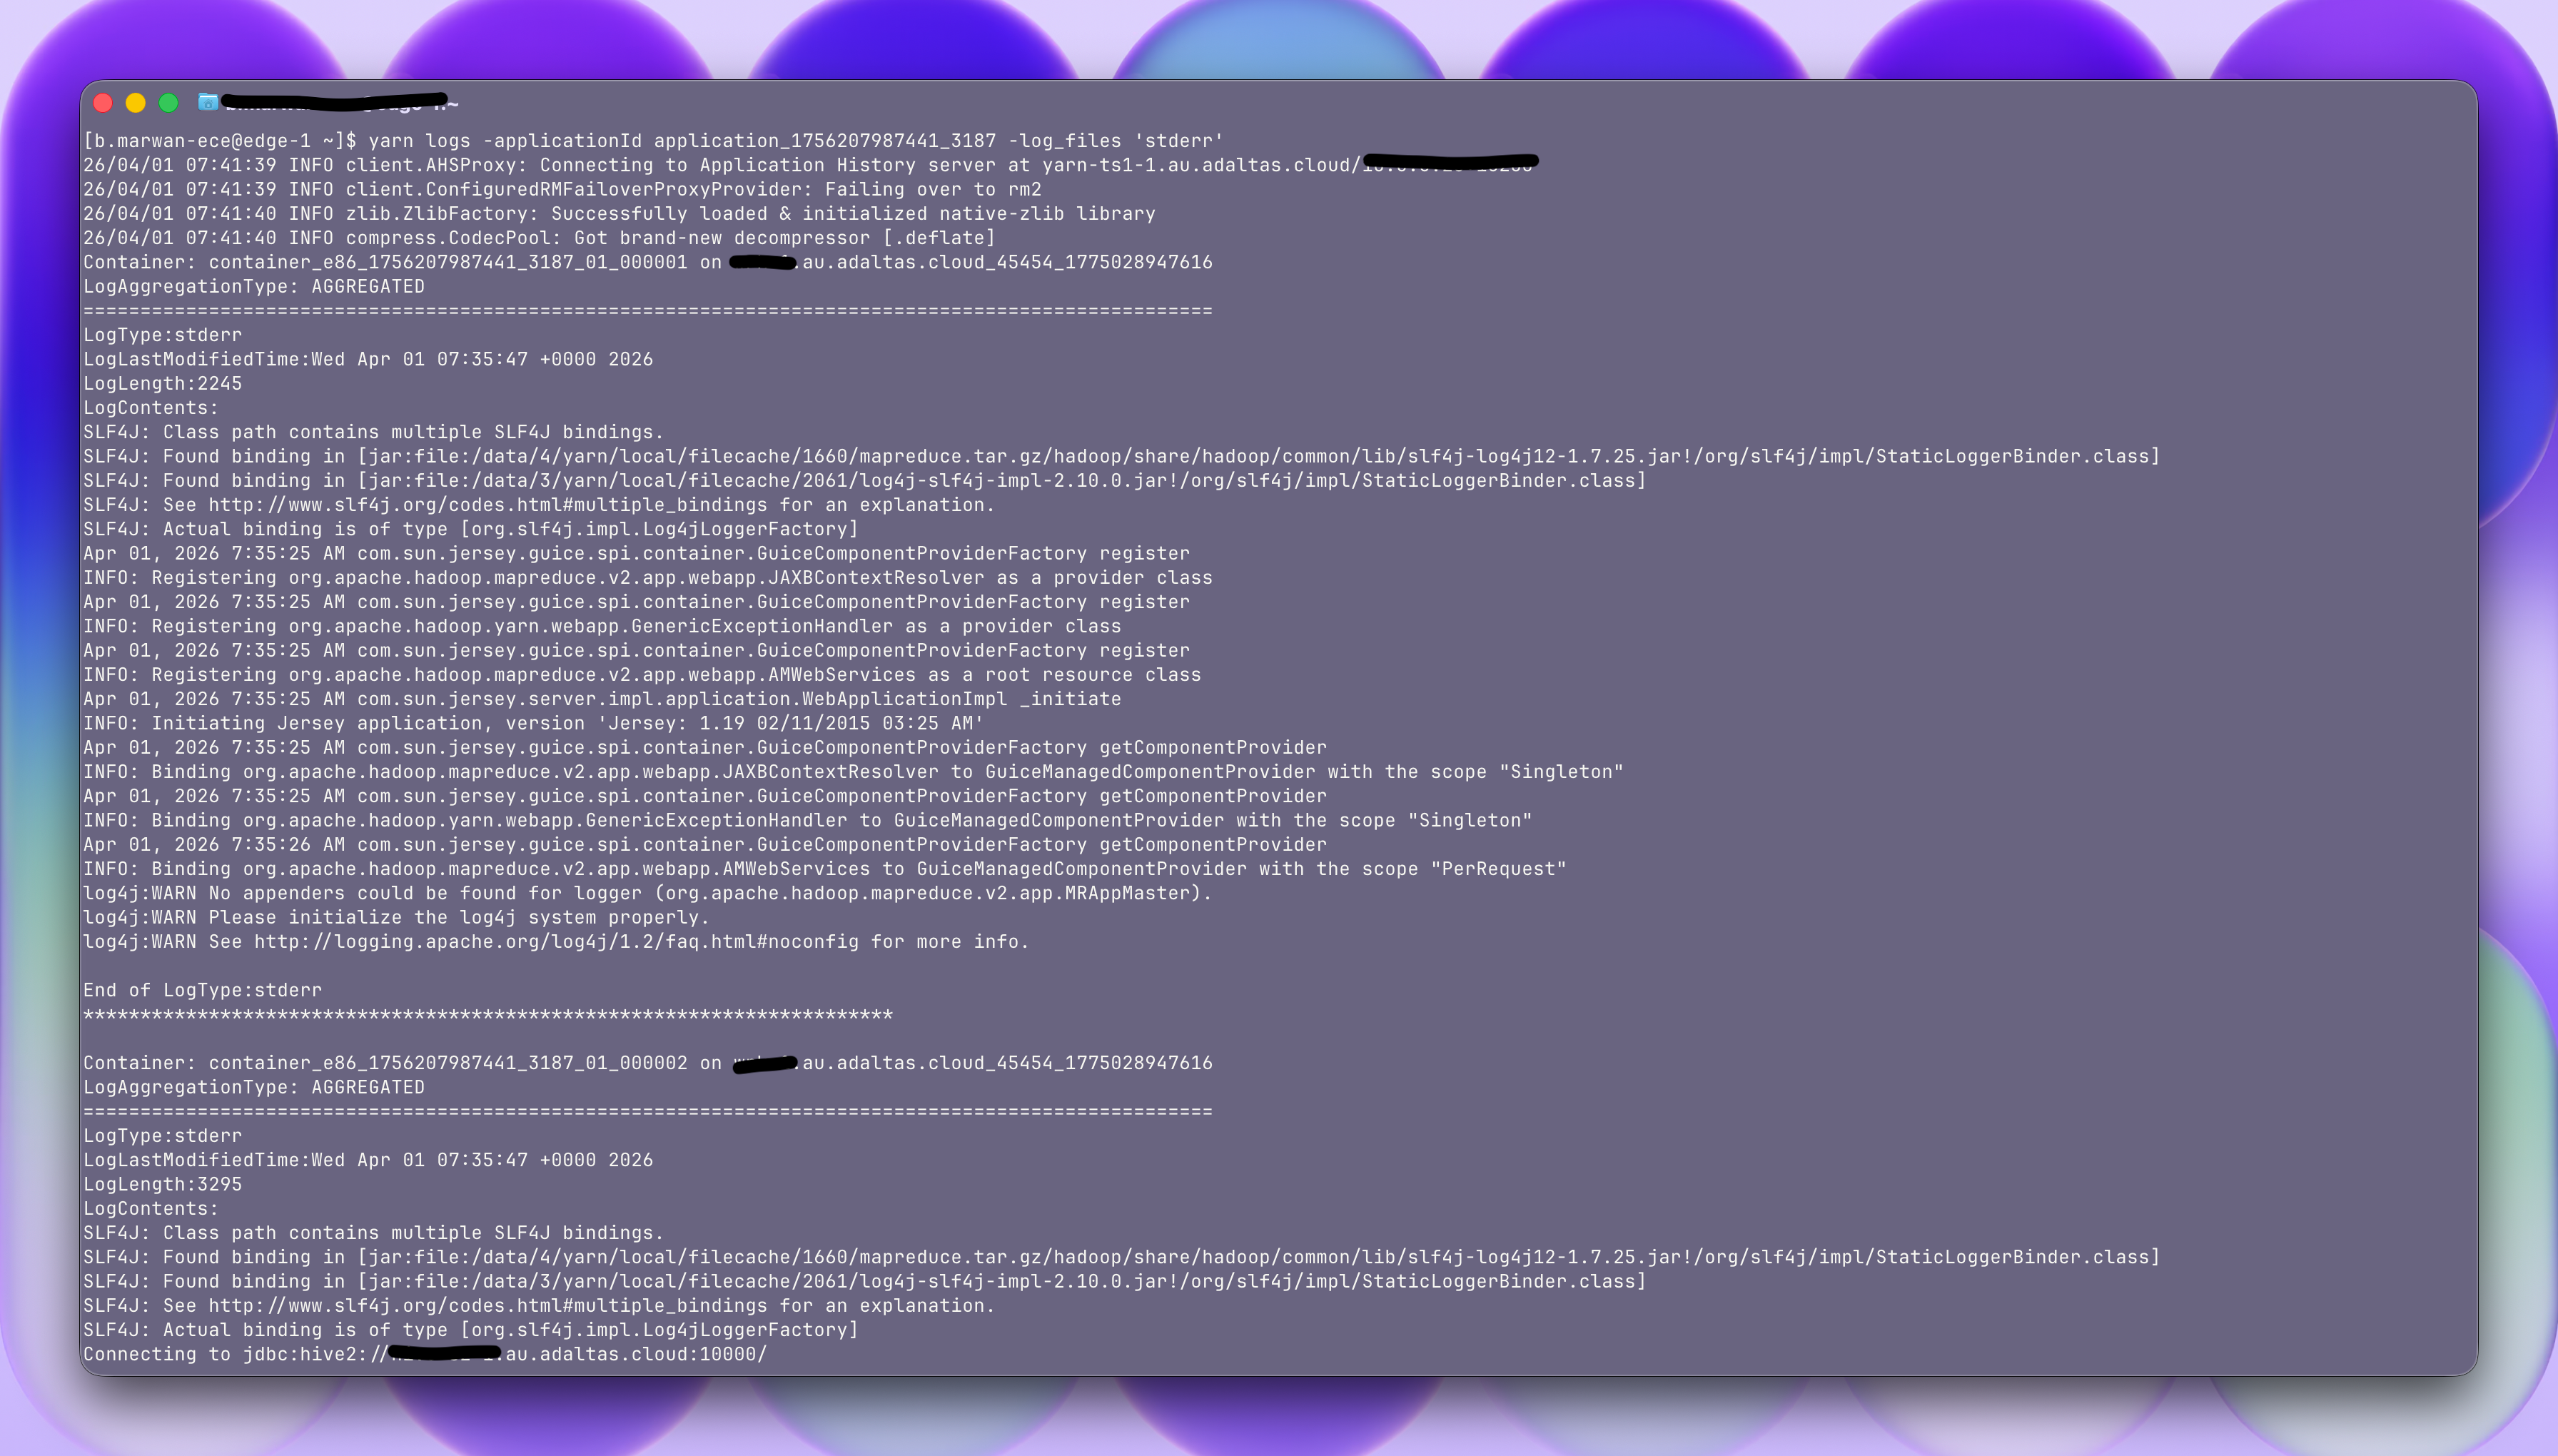 [b.marwan-ece@edge-1 ~]$ yarn logs -applicationId application_1756207987441_3187 -log_files 'stderr'
26/04/01 07:41:39 INFO client.AHSProxy: Connecting to Application History server at yarn-ts1-1.au.adaltas.cloud/
26/04/01 07:41:39 INFO client.ConfiguredRMFailoverProxyProvider: Failing over to rm2
26/04/01 07:41:40 INFO zlib.ZlibFactory: Successfully loaded & initialized native-zlib library
26/04/01 07:41:40 INFO compress.CodecPool: Got brand-new decompressor [.deflate]
Container: container_e86_1756207987441_3187_01_000001 on .au.adaltas.cloud_45454_1775028947616
LogAggregationType: AGGREGATED
===================================================================================================
LogType:stderr
LogLastModifiedTime:Wed Apr 01 07:35:47 +0000 2026
LogLength:2245
LogContents:
SLF4J: Class path contains multiple SLF4J bindings.
SLF4J: Found binding in [jar:file:/data/4/yarn/local/filecache/1660/mapreduce.tar.gz/hadoop/share/hadoop/common/lib/slf4j-log4j12-1.7.25.jar!/org/slf4j/impl/StaticLoggerBinder.class]
SLF4J: Found binding in [jar:file:/data/3/yarn/local/filecache/2061/log4j-slf4j-impl-2.10.0.jar!/org/slf4j/impl/StaticLoggerBinder.class]
SLF4J: See http://www.slf4j.org/codes.html#multiple_bindings for an explanation.
SLF4J: Actual binding is of type [org.slf4j.impl.Log4jLoggerFactory]
Apr 01, 2026 7:35:25 AM com.sun.jersey.guice.spi.container.GuiceComponentProviderFactory register
INFO: Registering org.apache.hadoop.mapreduce.v2.app.webapp.JAXBContextResolver as a provider class
Apr 01, 2026 7:35:25 AM com.sun.jersey.guice.spi.container.GuiceComponentProviderFactory register
INFO: Registering org.apache.hadoop.yarn.webapp.GenericExceptionHandler as a provider class
Apr 01, 2026 7:35:25 AM com.sun.jersey.guice.spi.container.GuiceComponentProviderFactory register
INFO: Registering org.apache.hadoop.mapreduce.v2.app.webapp.AMWebServices as a root resource class
Apr 01, 2026 7:35:25 AM com.sun.jersey.server.impl.application.WebApplicationImpl _initiate
INFO: Initiating Jersey application, version 'Jersey: 1.19 02/11/2015 03:25 AM'
Apr 01, 2026 7:35:25 AM com.sun.jersey.guice.spi.container.GuiceComponentProviderFactory getComponentProvider
INFO: Binding org.apache.hadoop.mapreduce.v2.app.webapp.JAXBContextResolver to GuiceManagedComponentProvider with the scope "Singleton"
Apr 01, 2026 7:35:25 AM com.sun.jersey.guice.spi.container.GuiceComponentProviderFactory getComponentProvider
INFO: Binding org.apache.hadoop.yarn.webapp.GenericExceptionHandler to GuiceManagedComponentProvider with the scope "Singleton"
Apr 01, 2026 7:35:26 AM com.sun.jersey.guice.spi.container.GuiceComponentProviderFactory getComponentProvider
INFO: Binding org.apache.hadoop.mapreduce.v2.app.webapp.AMWebServices to GuiceManagedComponentProvider with the scope "PerRequest"
log4j:WARN No appenders could be found for logger (org.apache.hadoop.mapreduce.v2.app.MRAppMaster).
log4j:WARN Please initialize the log4j system properly.
log4j:WARN See http://logging.apache.org/log4j/1.2/faq.html#noconfig for more info.
End of LogType:stderr
***********************************************************************
Container: container_e86_1756207987441_3187_01_000002 on .au.adaltas.cloud_45454_1775028947616
LogAggregationType: AGGREGATED
===================================================================================================
LogType:stderr
LogLastModifiedTime:Wed Apr 01 07:35:47 +0000 2026
LogLength:3295
LogContents:
SLF4J: Class path contains multiple SLF4J bindings.
SLF4J: Found binding in [jar:file:/data/4/yarn/local/filecache/1660/mapreduce.tar.gz/hadoop/share/hadoop/common/lib/slf4j-log4j12-1.7.25.jar!/org/slf4j/impl/StaticLoggerBinder.class]
SLF4J: Found binding in [jar:file:/data/3/yarn/local/filecache/2061/log4j-slf4j-impl-2.10.0.jar!/org/slf4j/impl/StaticLoggerBinder.class]
SLF4J: See http://www.slf4j.org/codes.html#multiple_bindings for an explanation.
SLF4J: Actual binding is of type [org.slf4j.impl.Log4jLoggerFactory]
Connecting to jdbc:hive2://.au.adaltas.cloud:10000/